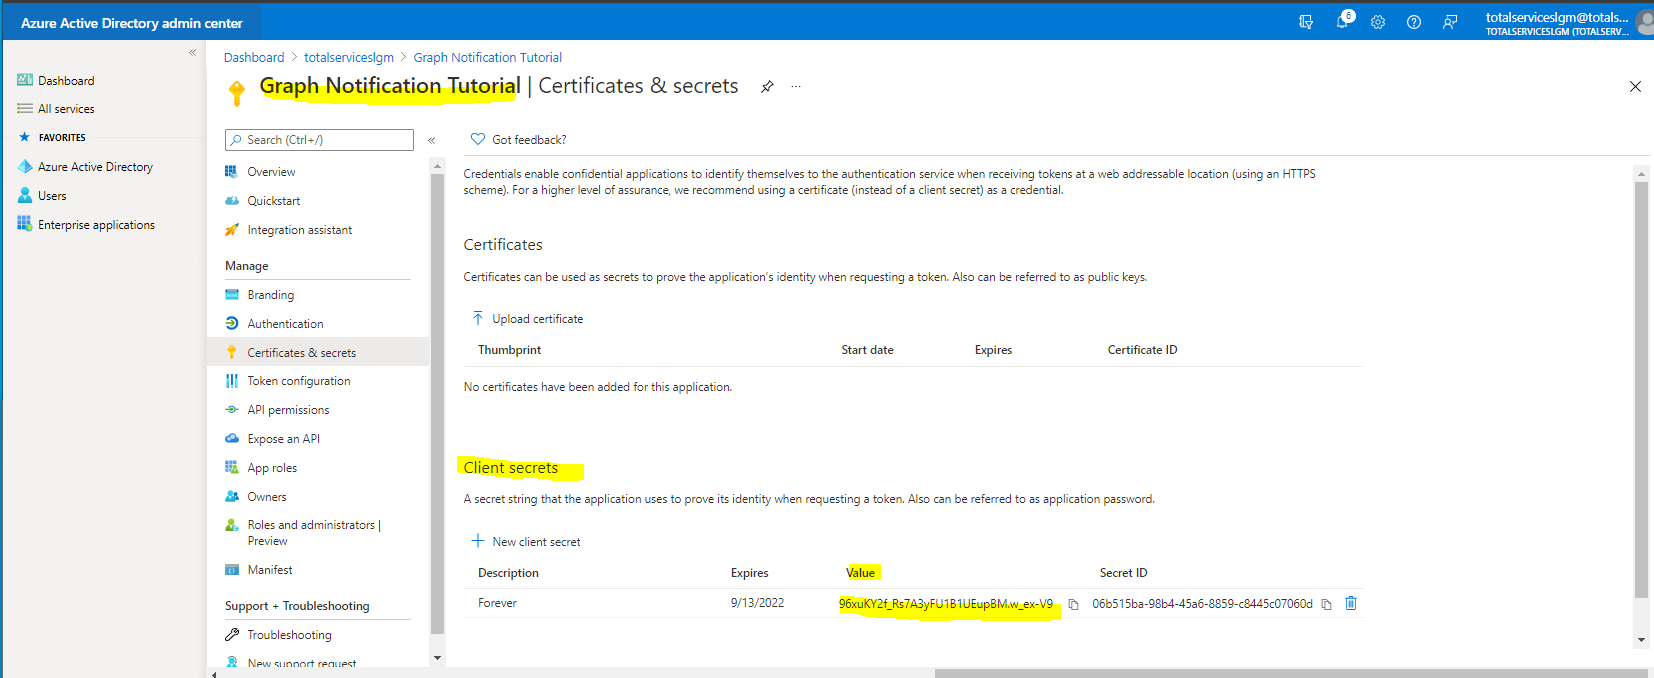 Azure Active Directory admin center
6
totalserviceslgm@totals...
TOTALSERVICESLGM (TOTALSERV...
«
Dashboard
All services
FAVORITES
Azure Active Directory
Users
Enterprise applications
Dashboard > totalserviceslgm > Graph Notification Tutorial
Graph Notification Tutorial | Certificates & secrets
...
Search (Ctrl+/)
«
Overview
Quickstart
Integration assistant
Manage
Branding
Authentication
Certificates & secrets
Token configuration
API permissions
Expose an API
App roles
Owners
Roles and administrators |
Preview
Manifest
Support + Troubleshooting
Troubleshooting
New support request
Got feedback?
Credentials enable confidential applications to identify themselves to the authentication service when receiving tokens at a web addressable location (using an HTTPS
scheme). For a higher level of assurance, we recommend using a certificate (instead of a client secret) as a credential.
Certificates
Certificates can be used as secrets to prove the application's identity when requesting a token. Also can be referred to as public keys.
Upload certificate
Thumbprint Start date Expires Certificate ID
No certificates have been added for this application.
Client secrets
A secret string that the application uses to prove its identity when requesting a token. Also can be referred to as application password.
New client secret
Description Expires Value Secret ID
Forever 9/13/2022 96xuKY2f_Rs7A3yFU1B1UEupBM.w_ex-V9 06b515ba-98b4-45a6-8859-c8445c07060d